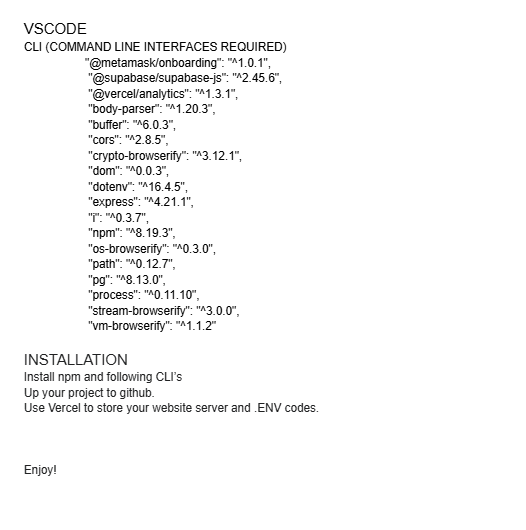 VSCODE
CLI (COMMAND LINE INTERFACES REQUIRED)
"@metamask/onboarding": "^1.0.1",
"@supabase/supabase-js": "^2.45.6",
"@vercel/analytics": "^1.3.1",
"body-parser": "^1.20.3",
"buffer": "^6.0.3",
"cors": "^2.8.5",
"crypto-browserify": "^3.12.1",
"dom": "^0.0.3",
"dotenv": "^16.4.5",
"express": "^4.21.1",
"i": "^0.3.7",
"npm": "^8.19.3",
"os-browserify": "^0.3.0",
"path": "^0.12.7",
"pg": "^8.13.0",
"process": "^0.11.10",
"stream-browserify": "^3.0.0",
"vm-browserify": "^1.1.2"
INSTALLATION
Install npm and following CLI's
Up your project to github.
Use Vercel to store your website server and .ENV codes.
Enjoy!